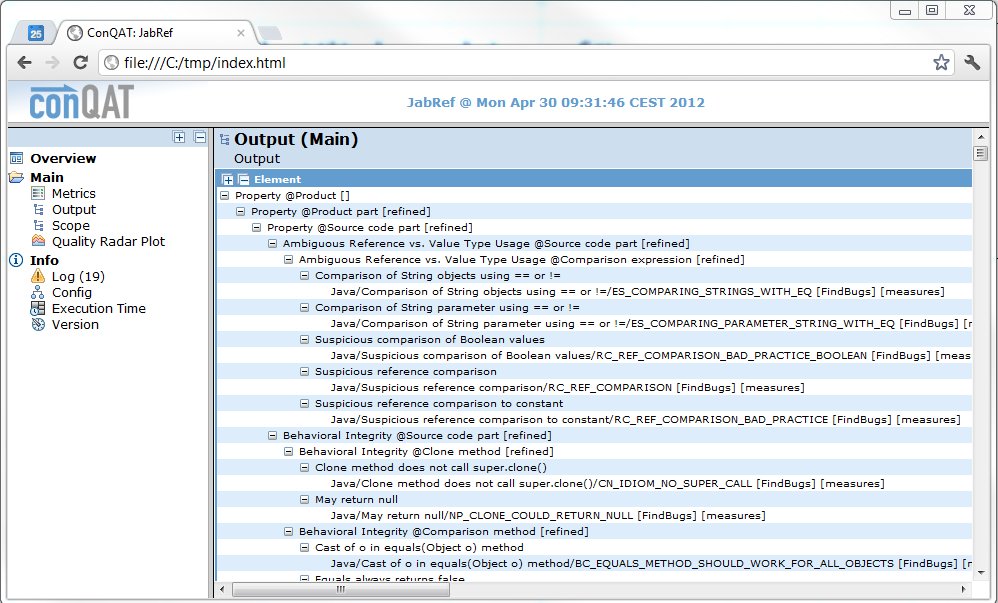 25
ConQAT: JabRef
file:///C:/tmp/index.html
conQAT
JabRef @ Mon Apr 30 09:31:46 CEST 2012
Overview
Main
Metrics
Output
Scope
Quality Radar Plot
Info
Log (19)
Config
Execution Time
Version
Output (Main)
Output
Element
Property @Product []
Property @Product part [refined]
Property @Source code part [refined]
Ambiguous Reference vs. Value Type Usage @Source code part [refined]
Ambiguous Reference vs. Value Type Usage @Comparison expression [refined]
Comparison of String objects using == or !=
Java/Comparison of String objects using == or !=/ES_COMPARING_STRINGS_WITH_EQ [FindBugs] [measures]
Comparison of String parameter using == or !=
Java/Comparison of String parameter using == or !=/ES_COMPARING_PARAMETER_STRING_WITH_EQ [FindBugs] [
Suspicious comparison of Boolean values
Java/Suspicious comparison of Boolean values/RC_REF_COMPARISON_BAD_PRACTICE_BOOLEAN [FindBugs] [meas
Suspicious reference comparison
Java/Suspicious reference comparison/RC_REF_COMPARISON [FindBugs] [measures]
Suspicious reference comparison to constant
Java/Suspicious reference comparison to constant/RC_REF_COMPARISON_BAD_PRACTICE [FindBugs] [measures]
Behavioral Integrity @Source code part [refined]
Behavioral Integrity @Clone method [refined]
Clone method does not call super.clone()
Java/Clone method does not call super.clone()/CN_IDIOM_NO_SUPER_CALL [FindBugs] [measures]
May return null
Java/May return null/NP_CLONE_COULD_RETURN_NULL [FindBugs] [measures]
Behavioral Integrity @Comparison method [refined]
Cast of o in equals(Object o) method
Java/Cast of o in equals(Object o) method/BC_EQUALS_METHOD_SHOULD_WORK_FOR_ALL_OBJECTS [FindBugs] [
Equals always returns false